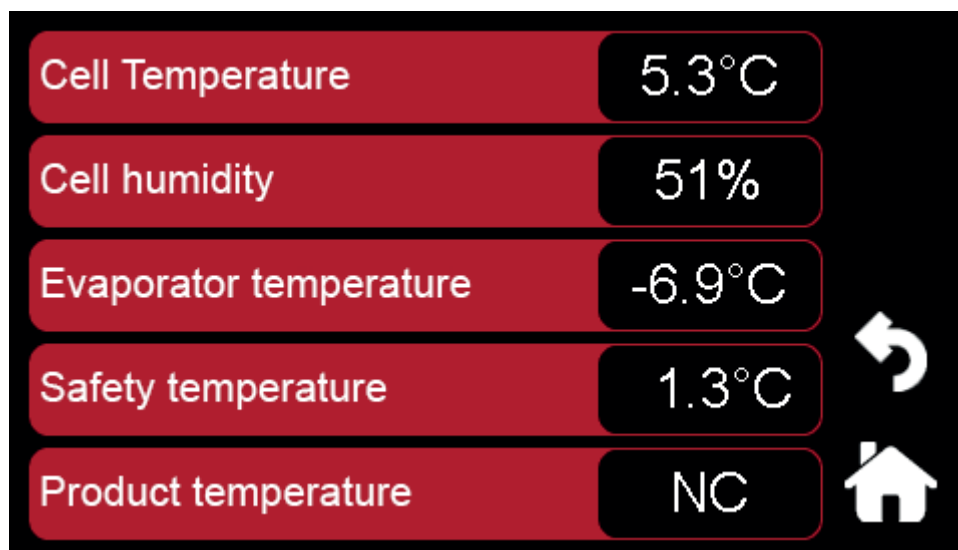 Cell Temperature 5.3°C
Cell humidity 51%
Evaporator temperature -6.9°C
Safety temperature 1.3°C
Product temperature NC